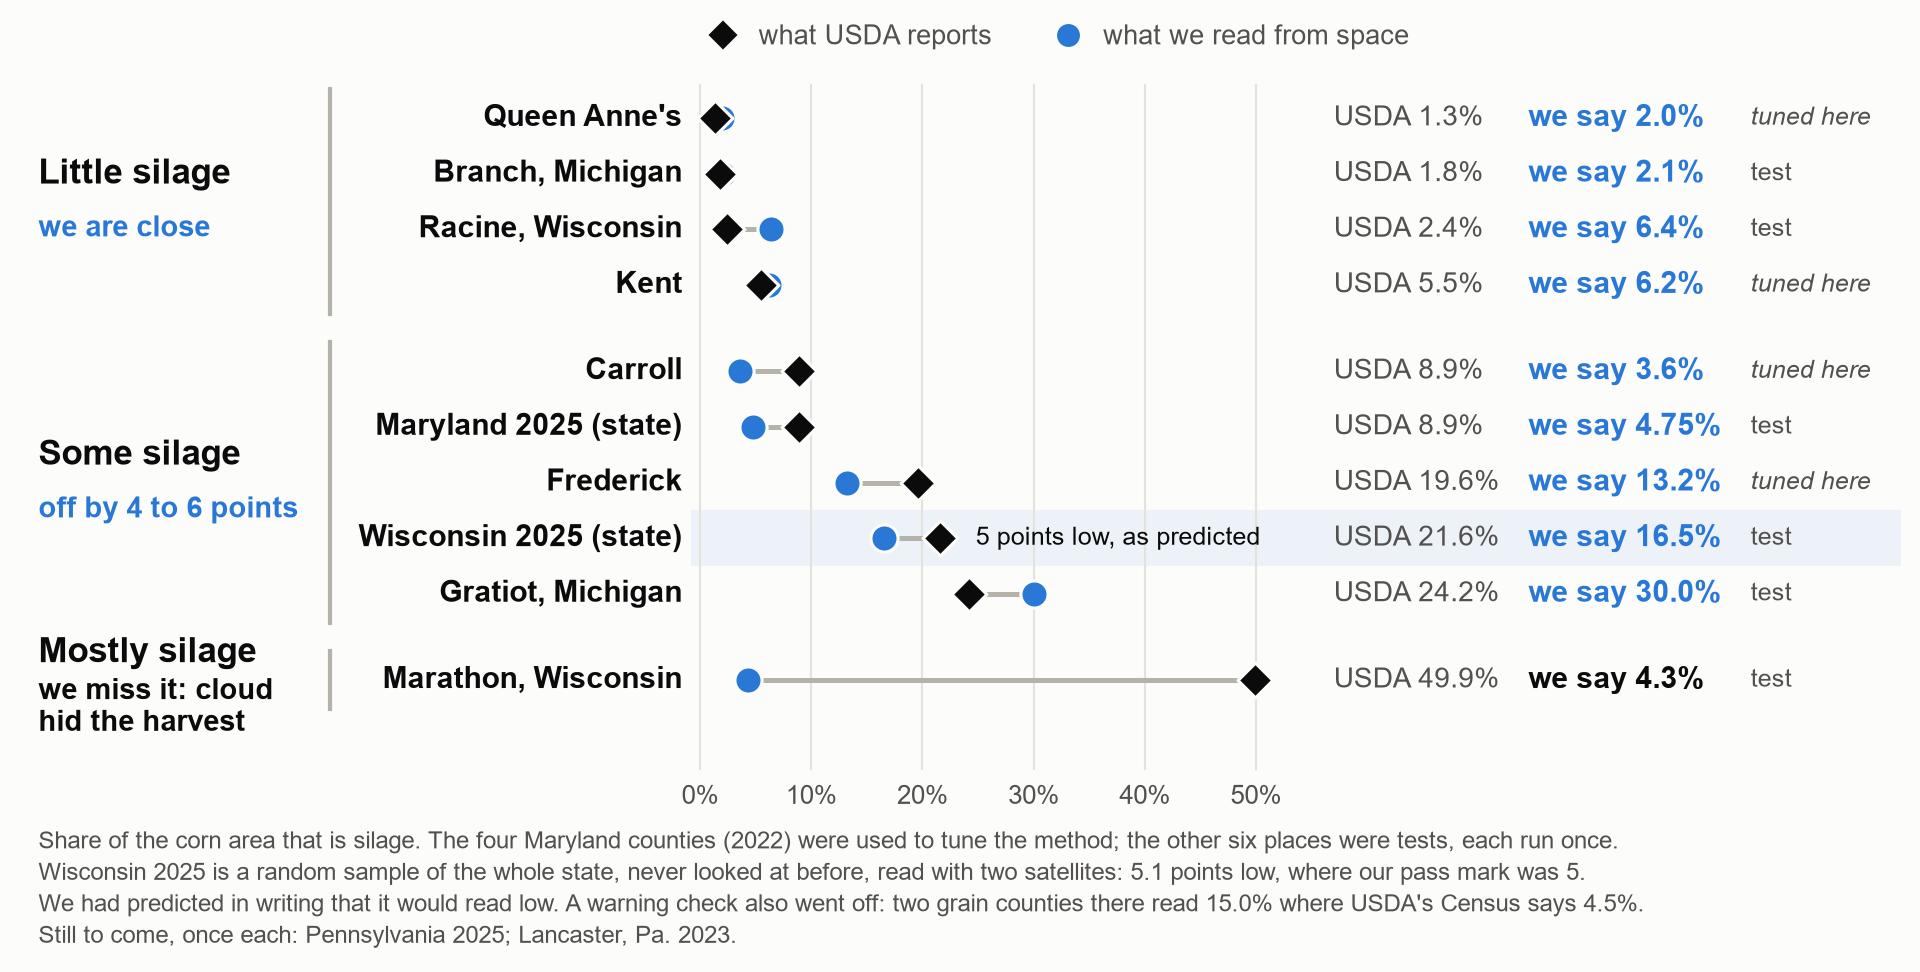 what USDA reports what we read from space
Little silage
we are close
Queen Anne's USDA 1.3% we say 2.0% tuned here
Branch, Michigan USDA 1.8% we say 2.1% test
Racine, Wisconsin USDA 2.4% we say 6.4% test
Kent USDA 5.5% we say 6.2% tuned here
Some silage
off by 4 to 6 points
Carroll USDA 8.9% we say 3.6% tuned here
Maryland 2025 (state) USDA 8.9% we say 4.75% test
Frederick USDA 19.6% we say 13.2% tuned here
Wisconsin 2025 (state) 5 points low, as predicted USDA 21.6% we say 16.5% test
Gratiot, Michigan USDA 24.2% we say 30.0% test
Mostly silage
we miss it: cloud
hid the harvest
Marathon, Wisconsin USDA 49.9% we say 4.3% test
0% 10% 20% 30% 40% 50%
Share of the corn area that is silage. The four Maryland counties (2022) were used to tune the method; the other six places were tests, each run once.
Wisconsin 2025 is a random sample of the whole state, never looked at before, read with two satellites: 5.1 points low, where our pass mark was 5.
We had predicted in writing that it would read low. A warning check also went off: two grain counties there read 15.0% where USDA's Census says 4.5%.
Still to come, once each: Pennsylvania 2025; Lancaster, Pa. 2023.